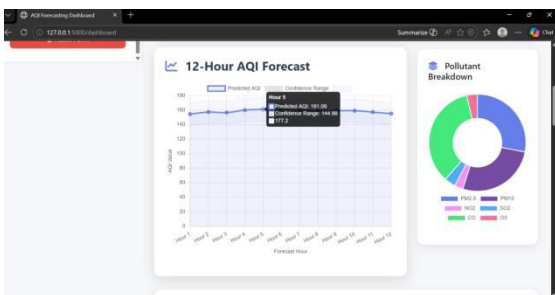 AQI Forecasting Dashboard
127.0.0.1:5000/dashboard
Summarize
Chat
12-Hour AQI Forecast
Predicted AQI
Confidence Range
Hour 5
Predicted AQI: 161.09
Confidence Range: 144.98
177.2
180
160
140
120
100
80
60
40
20
0
AQI Value
Hour 1
Hour 2
Hour 3
Hour 4
Hour 5
Hour 6
Hour 7
Hour 8
Hour 9
Hour 10
Hour 11
Hour 12
Forecast Hour
Pollutant
Breakdown
PM2.5
PM10
NO2
SO2
CO
O3